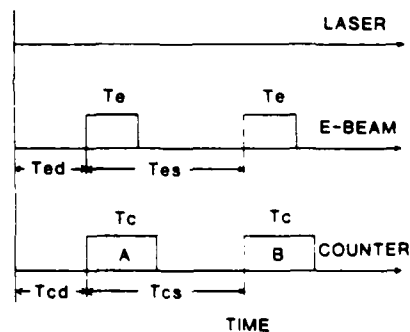 LASER
Te Te
E-BEAM
Ted Tes
Tc Tc
A B COUNTER
Tcd Tcs
TIME